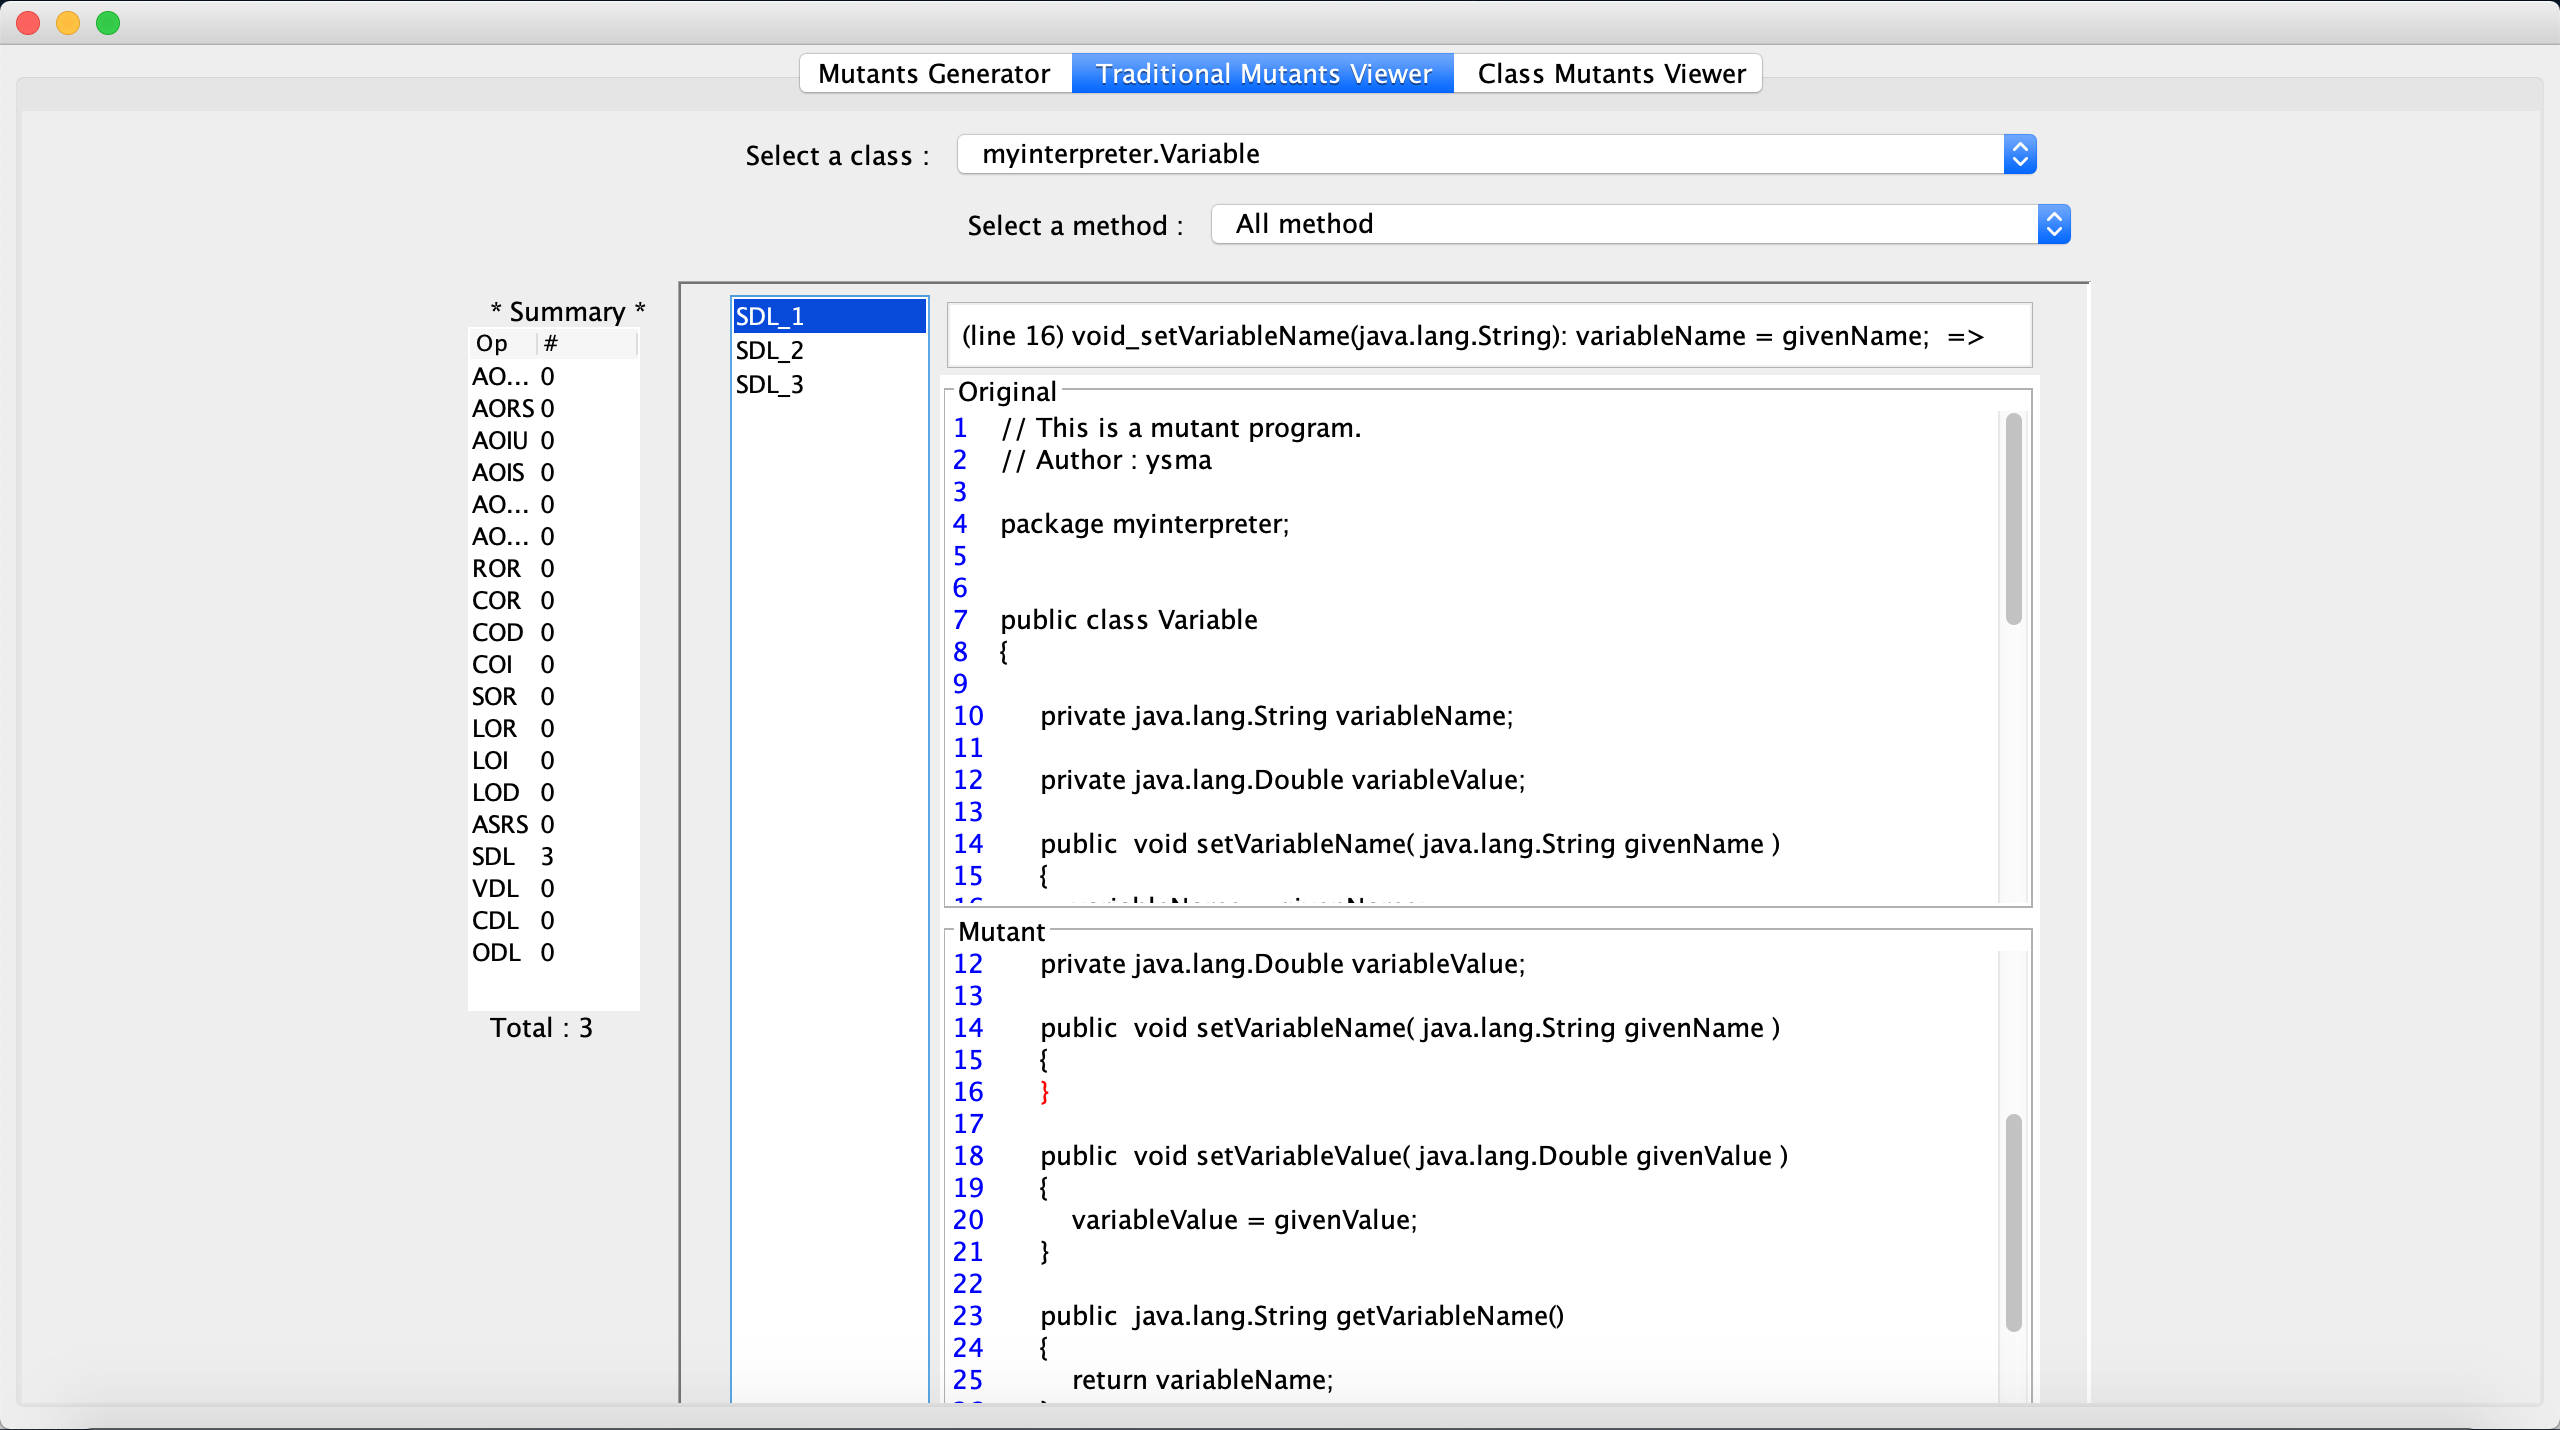 Mutants Generator Traditional Mutants Viewer Class Mutants Viewer
Select a class : myinterpreter.Variable
Select a method : All method
* Summary *
Op #
AO... 0
AORS 0
AOIU 0
AOIS 0
AO... 0
AO... 0
ROR 0
COR 0
COD 0
COI 0
SOR 0
LOR 0
LOI 0
LOD 0
ASRS 0
SDL 3
VDL 0
CDL 0
ODL 0
Total : 3
SDL_1
SDL_2
SDL_3
(line 16) void_setVariableName(java.lang.String): variableName = givenName; =>
Original
1 // This is a mutant program.
2 // Author : ysma
3
4 package myinterpreter;
5
6
7 public class Variable
8 {
9
10 private java.lang.String variableName;
11
12 private java.lang.Double variableValue;
13
14 public void setVariableName( java.lang.String givenName )
15 {
Mutant
12 private java.lang.Double variableValue;
13
14 public void setVariableName( java.lang.String givenName )
15 {
16 }
17
18 public void setVariableValue( java.lang.Double givenValue )
19 {
20 variableValue = givenValue;
21 }
22
23 public java.lang.String getVariableName()
24 {
25 return variableName;